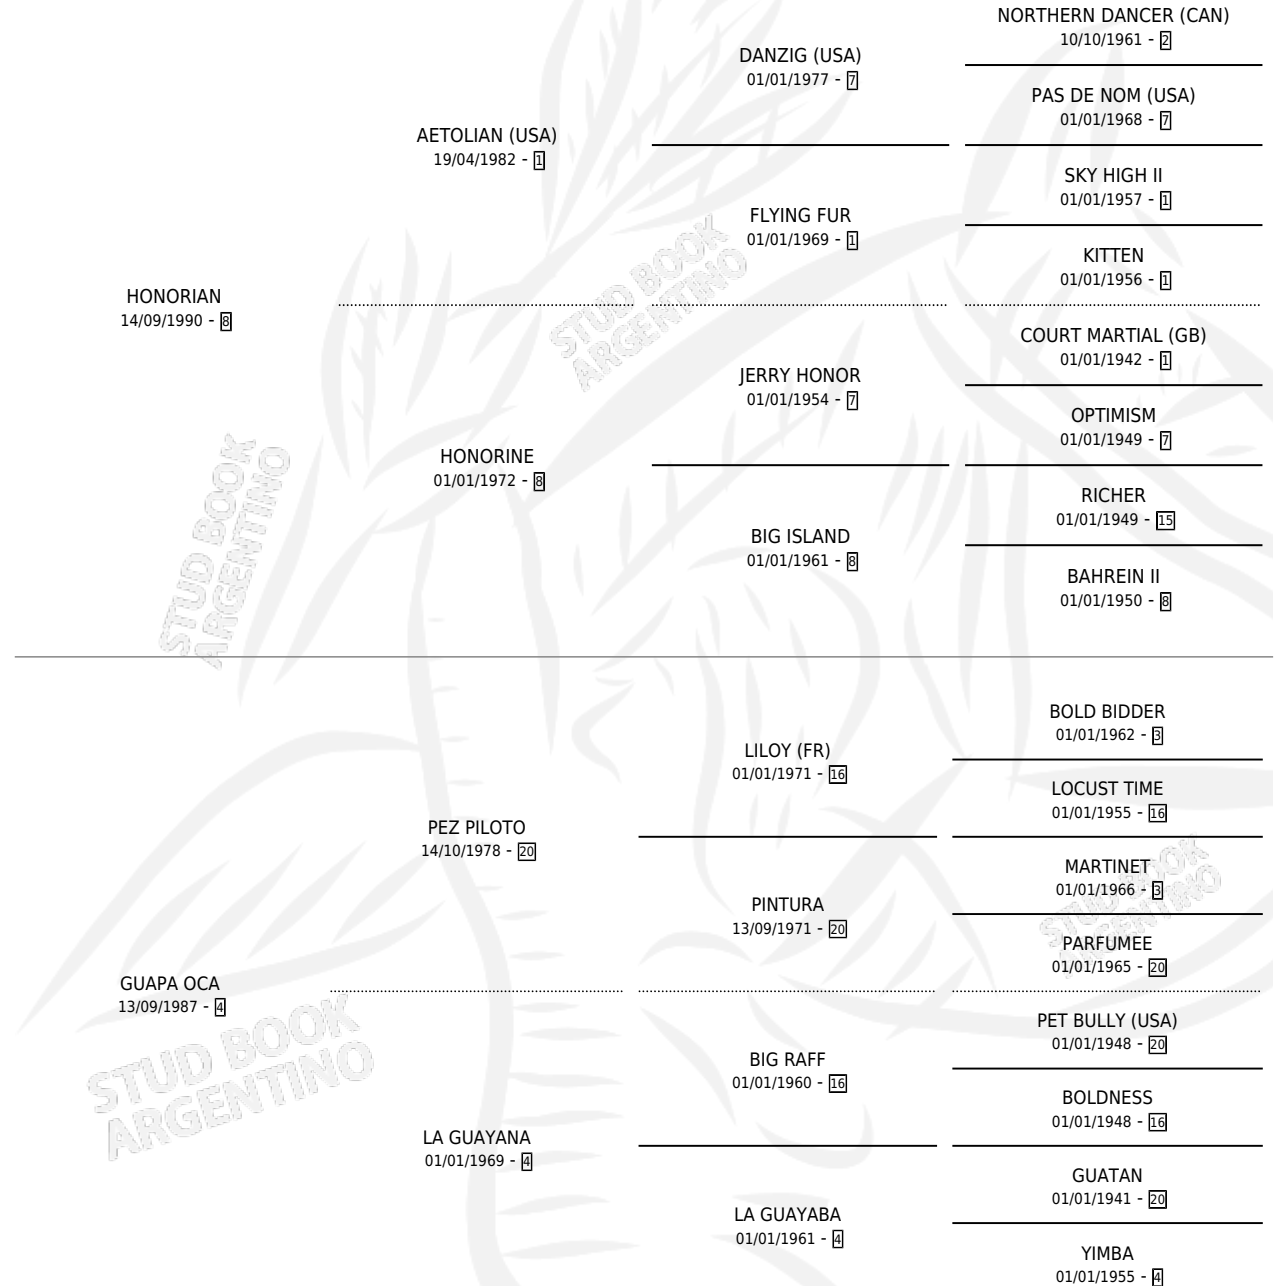 NORTHERN DANCER (CAN)
10/10/1961 - 2
DANZIG (USA)
01/01/1977 - 7
PAS DE NOM (USA)
01/01/1968 - 7
AETOLIAN (USA)
19/04/1982 - 1
SKY HIGH II
01/01/1957 - 1
FLYING FUR
01/01/1969 - 1
KITTEN
01/01/1956 - 1
HONORIAN
14/09/1990 - 8
COURT MARTIAL (GB)
01/01/1942 - 1
JERRY HONOR
01/01/1954 - 7
OPTIMISM
01/01/1949 - 7
HONORINE
01/01/1972 - 8
RICHER
01/01/1949 - 15
BIG ISLAND
01/01/1961 - 8
BAHREIN II
01/01/1950 - 8
STUD BOOK
ARGENTINO
STUD BOOK
ARGENTINO
BOLD BIDDER
01/01/1962 - 3
LILOY (FR)
01/01/1971 - 16
LOCUST TIME
01/01/1955 - 16
PEZ PILOTO
14/10/1978 - 20
MARTINET
01/01/1966 - 3
PINTURA
13/09/1971 - 20
PARFUMEE
01/01/1965 - 20
GUAPA OCA
13/09/1987 - 4
PET BULLY (USA)
01/01/1948 - 20
BIG RAFF
01/01/1960 - 16
BOLDNESS
01/01/1948 - 16
LA GUAYANA
01/01/1969 - 4
GUATAN
01/01/1941 - 20
LA GUAYABA
01/01/1961 - 4
YIMBA
01/01/1955 - 4
STUD BOOK
ARGENTINO
STUD BOOK
ARGENTINO